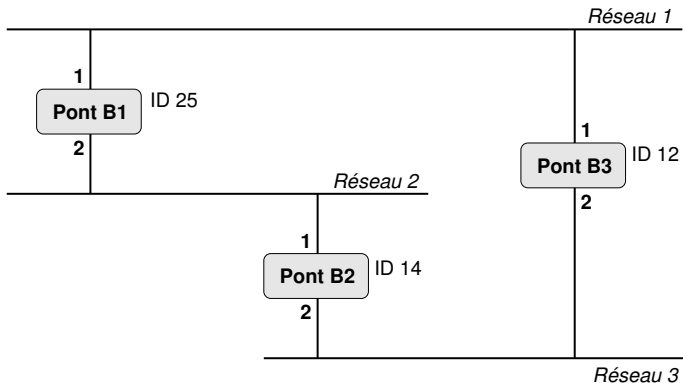 Réseau 1
1
Pont B1
ID 25
2
1
Pont B3
ID 12
2
Réseau 2
1
Pont B2
ID 14
2
Réseau 3